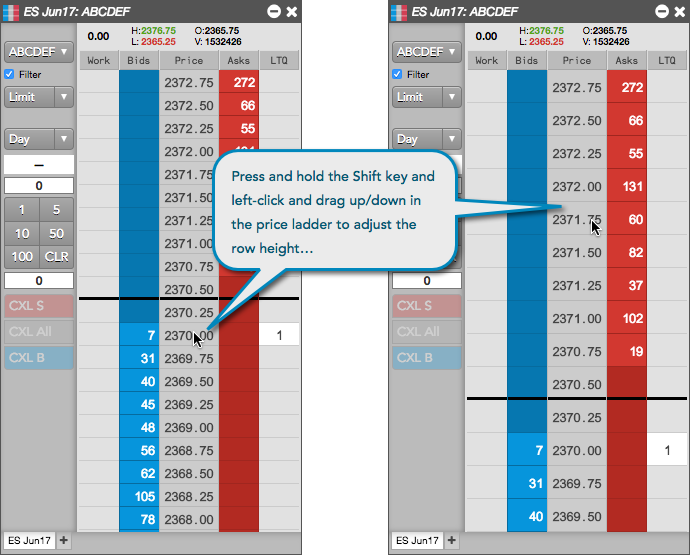 ES Jun17: ABCDEF
ABCDEF
Filter
Limit
Day
–
0
1 5
10 50
100 CLR
0
CXL S
CXL All
CXL B
0.00 H:2376.75 O:2365.75
L: 2365.25 V: 1532426
Work Bids Price Asks LTQ
2372.75 272
2372.50 66
2372.25 55
2372.00
2371.75
2371.50
2371.25
2371.00
2370.75
2370.50
2370.25
7 2370.00 1
31 2369.75
40 2369.50
45 2369.25
48 2369.00
56 2368.75
62 2368.50
105 2368.25
78 2368.00
ES Jun17 +
Press and hold the Shift key and
left-click and drag up/down in
the price ladder to adjust the
row height...
ES Jun17: ABCDEF
ABCDEF
Filter
Limit
Day
0
CXL S
CXL All
CXL B
0.00 H:2376.75 O:2365.75
L: 2365.25 V: 1532426
Work Bids Price Asks LTQ
2372.75 272
2372.50 66
2372.25 55
2372.00 131
2371.75 60
2371.50 82
2371.25 37
2371.00 102
2370.75 19
2370.50
2370.25
7 2370.00 1
31 2369.75
40 2369.50
ES Jun17 +